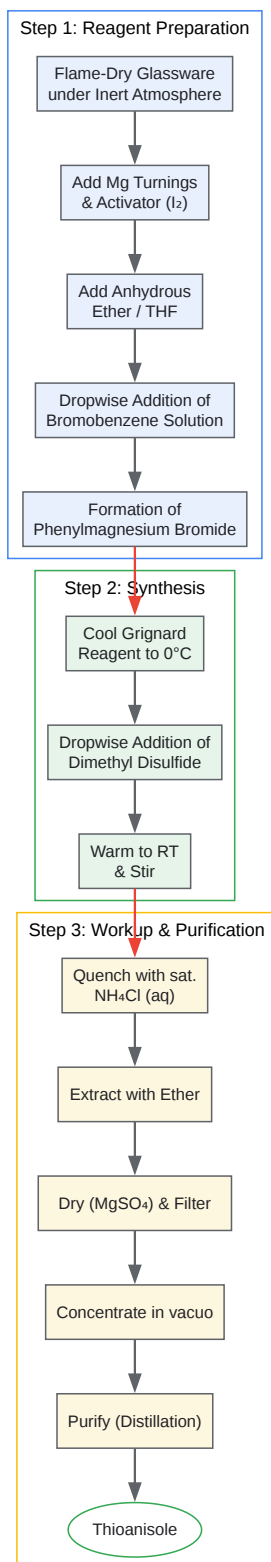 Step 1: Reagent Preparation
Flame-Dry Glassware
under Inert Atmosphere
Add Mg Turnings
& Activator (I₂)
Add Anhydrous
Ether / THF
Dropwise Addition of
Bromobenzene Solution
Formation of
Phenylmagnesium Bromide
Step 2: Synthesis
Cool Grignard
Reagent to 0°C
Dropwise Addition of
Dimethyl Disulfide
Warm to RT
& Stir
Step 3: Workup & Purification
Quench with sat.
NH₄Cl (aq)
Extract with Ether
Dry (MgSO₄) & Filter
Concentrate in vacuo
Purify (Distillation)
Thioanisole